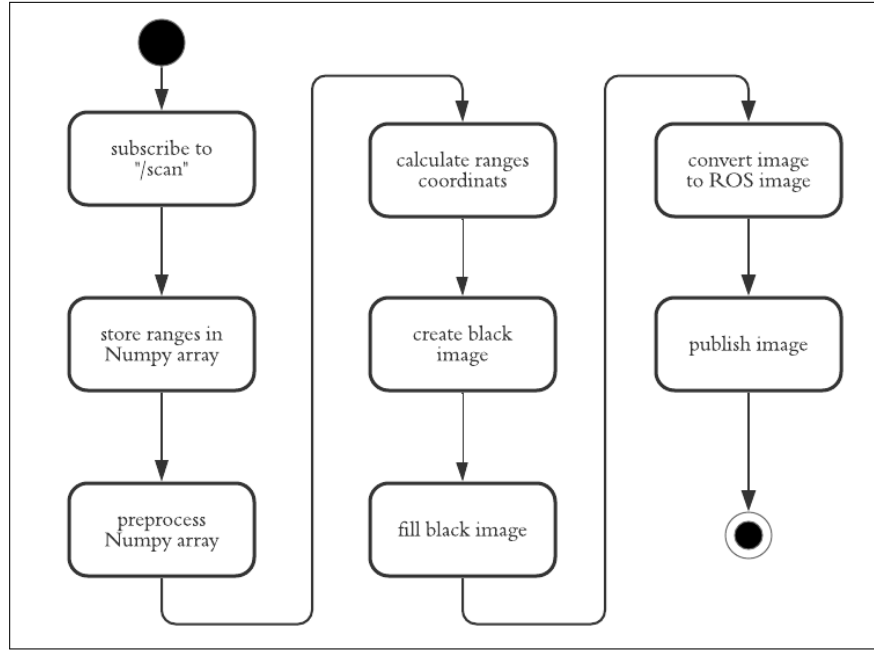 subscribe to
"/scan"
store ranges in
Numpy array
preprocess
Numpy array
calculate ranges
coordinats
create black
image
fill black image
convert image
to ROS image
publish image